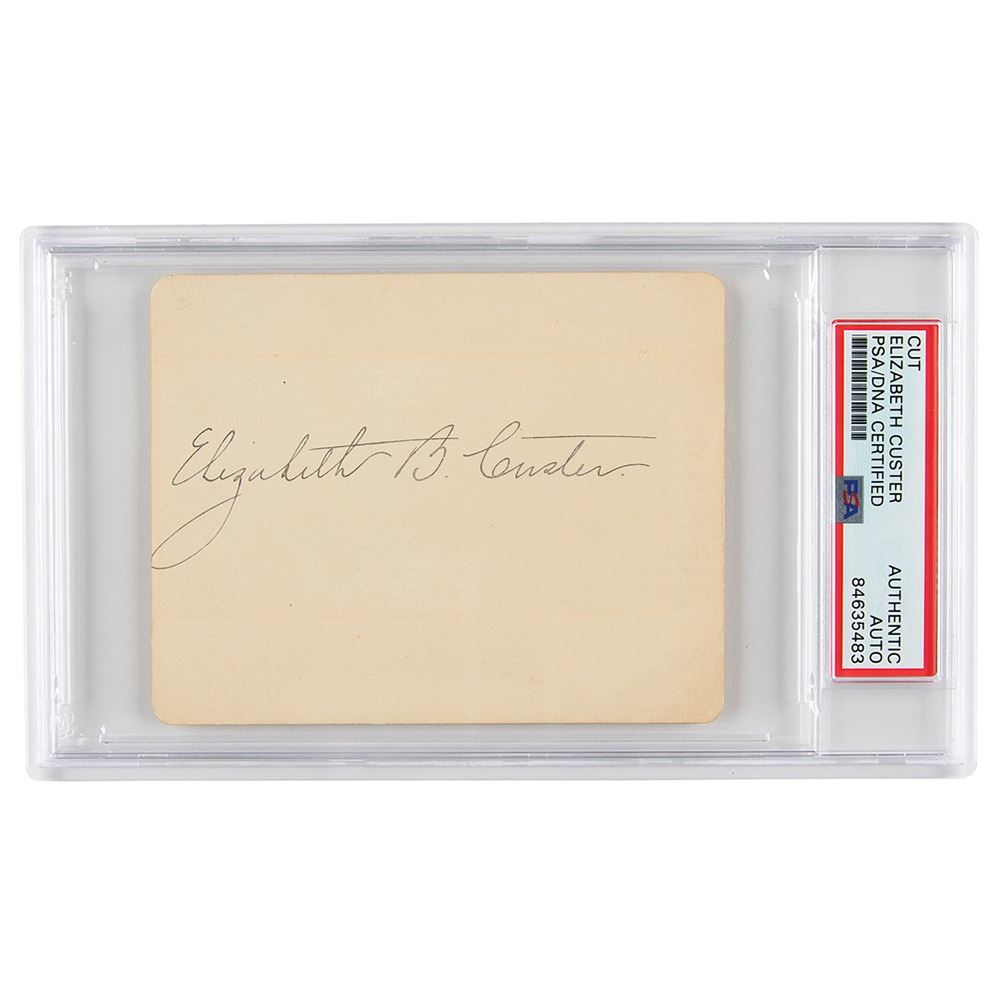 Elizabeth B. Custer.
CUT
ELIZABETH CUSTER
PSA/DNA CERTIFIED
PSA
AUTHENTIC
AUTO
84635483